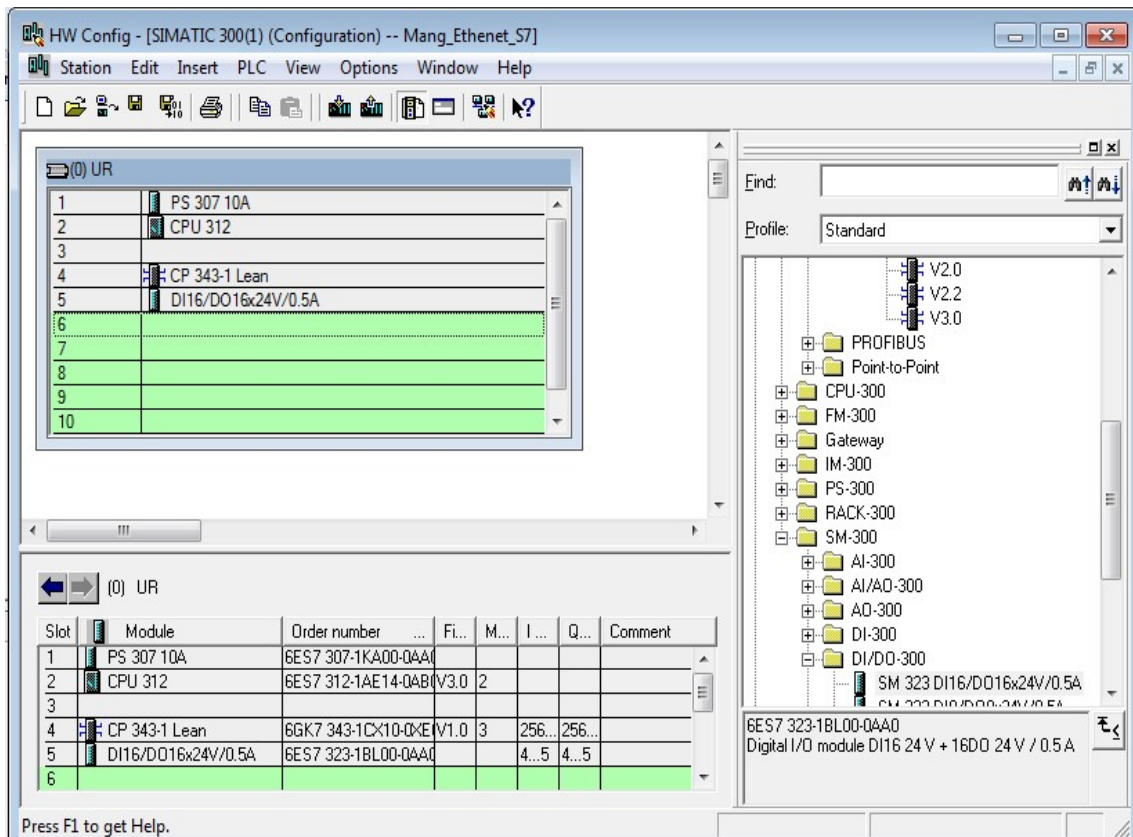 HW Config - [SIMATIC 300(1) (Configuration) -- Mang_Ethenet_S7]
Station Edit Insert PLC View Options Window Help
(0) UR
1 PS 307 10A
2 CPU 312
3
4 CP 343-1 Lean
5 DI16/DO16x24V/0.5A
6
7
8
9
10
Find:
Profile: Standard
V2.0
V2.2
V3.0
PROFIBUS
Point-to-Point
CPU-300
FM-300
Gateway
IM-300
PS-300
RACK-300
SM-300
AI-300
AI/AO-300
AO-300
DI-300
DI/DO-300
SM 323 DI16/DO16x24V/0.5A
6ES7 323-1BL00-0AA0
Digital I/O module DI16 24 V + 16DO 24 V / 0.5 A
(0) UR
Slot Module Order number ... Fi... M... I ... Q... Comment
1 PS 307 10A 6ES7 307-1KA00-0AA0
2 CPU 312 6ES7 312-1AE14-0AB0 V3.0 2
3
4 CP 343-1 Lean 6GK7 343-1CX10-0XE0 V1.0 3 256... 256...
5 DI16/DO16x24V/0.5A 6ES7 323-1BL00-0AA0 4...5 4...5
6
Press F1 to get Help.